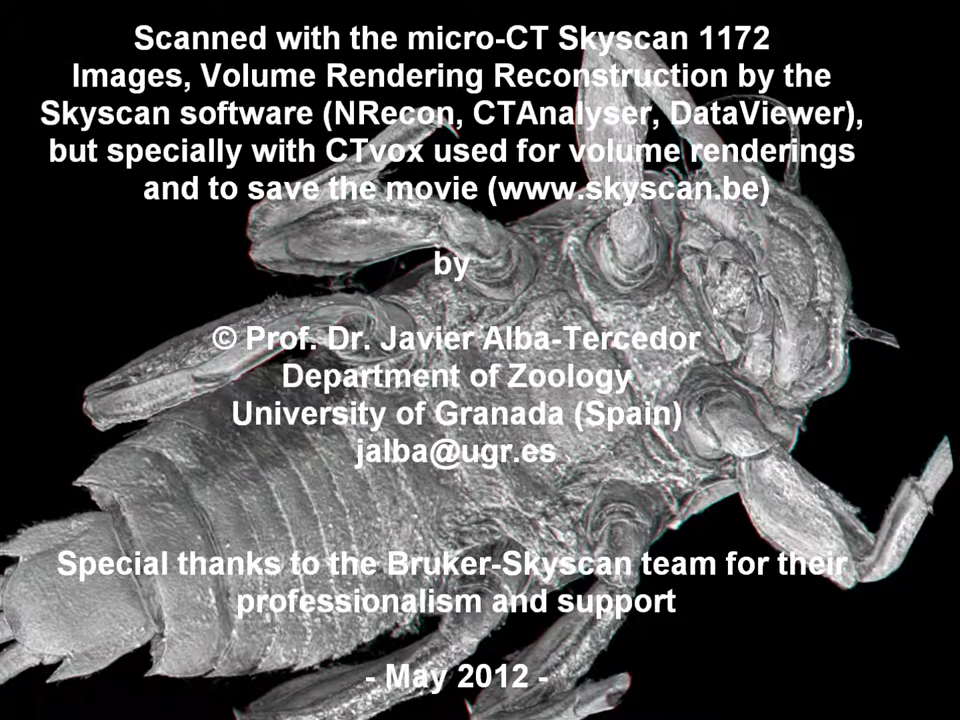 Scanned with the micro-CT Skyscan 1172
Images, Volume Rendering Reconstruction by the
Skyscan software (NRecon, CTAnalyser, DataViewer),
but specially with CTvox used for volume renderings
and to save the movie (www.skyscan.be)
by
© Prof. Dr. Javier Alba-Tercedor
Department of Zoology
University of Granada (Spain)
jalba@ugr.es
Special thanks to the Bruker-Skyscan team for their
professionalism and support
- May 2012 -